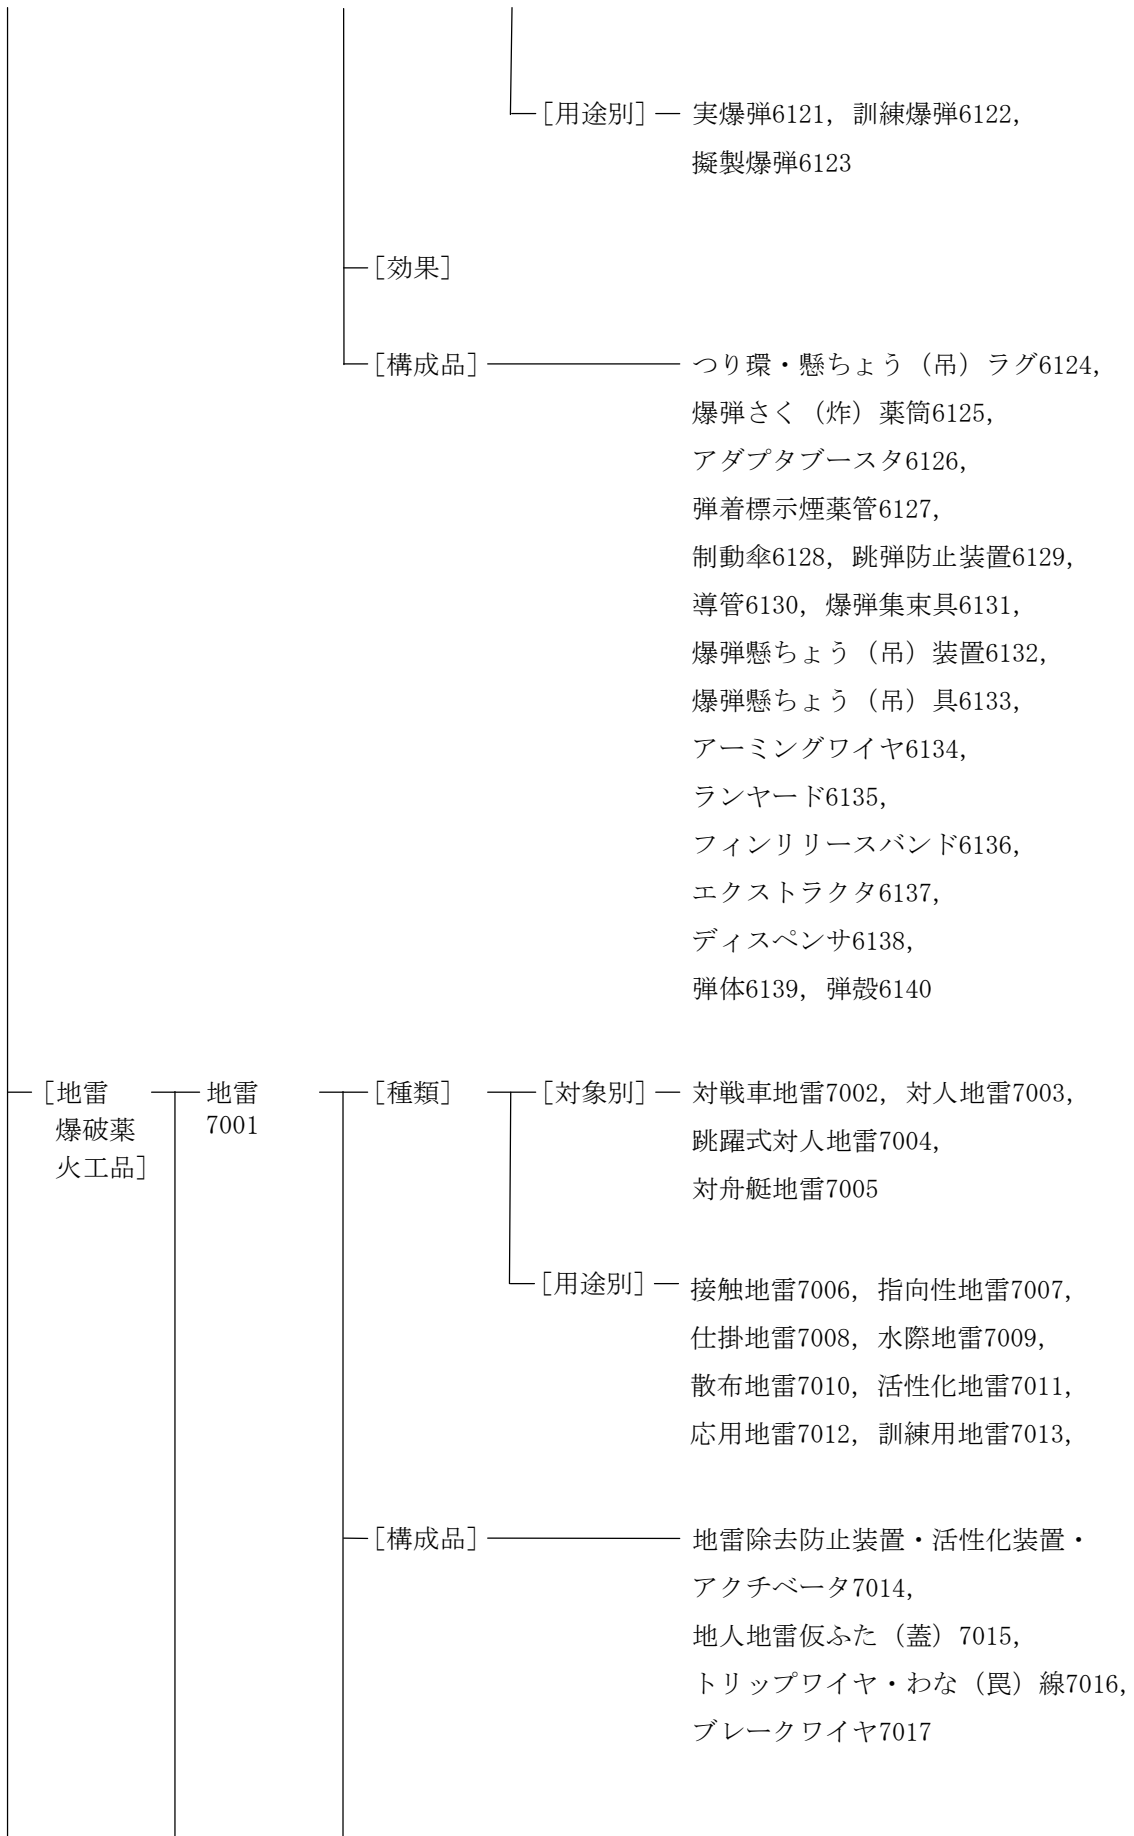 [用途別] 実爆弾6121, 訓練爆弾6122,
擬製爆弾6123
[効果]
[構成品] つり環・懸ちょう（吊）ラグ6124,
爆弾さく（炸）薬筒6125,
アダプタブースタ6126,
弾着標示煙薬管6127,
制動傘6128, 跳弾防止装置6129,
導管6130, 爆弾集束具6131,
爆弾懸ちょう（吊）装置6132,
爆弾懸ちょう（吊）具6133,
アーミングワイヤ6134,
ランヤード6135,
フィンリリースバンド6136,
エクストラクタ6137,
ディスペンサ6138,
弾体6139, 弾殻6140
[地雷
爆破薬
火工品]
地雷
7001
[種類]
[対象別] 対戦車地雷7002, 対人地雷7003,
跳躍式対人地雷7004,
対舟艇地雷7005
[用途別] 接触地雷7006, 指向性地雷7007,
仕掛地雷7008, 水際地雷7009,
散布地雷7010, 活性化地雷7011,
応用地雷7012, 訓練用地雷7013,
[構成品] 地雷除去防止装置・活性化装置・
アクチベータ7014,
地人地雷仮ふた（蓋）7015,
トリップワイヤ・わな（罠）線7016,
ブレークワイヤ7017